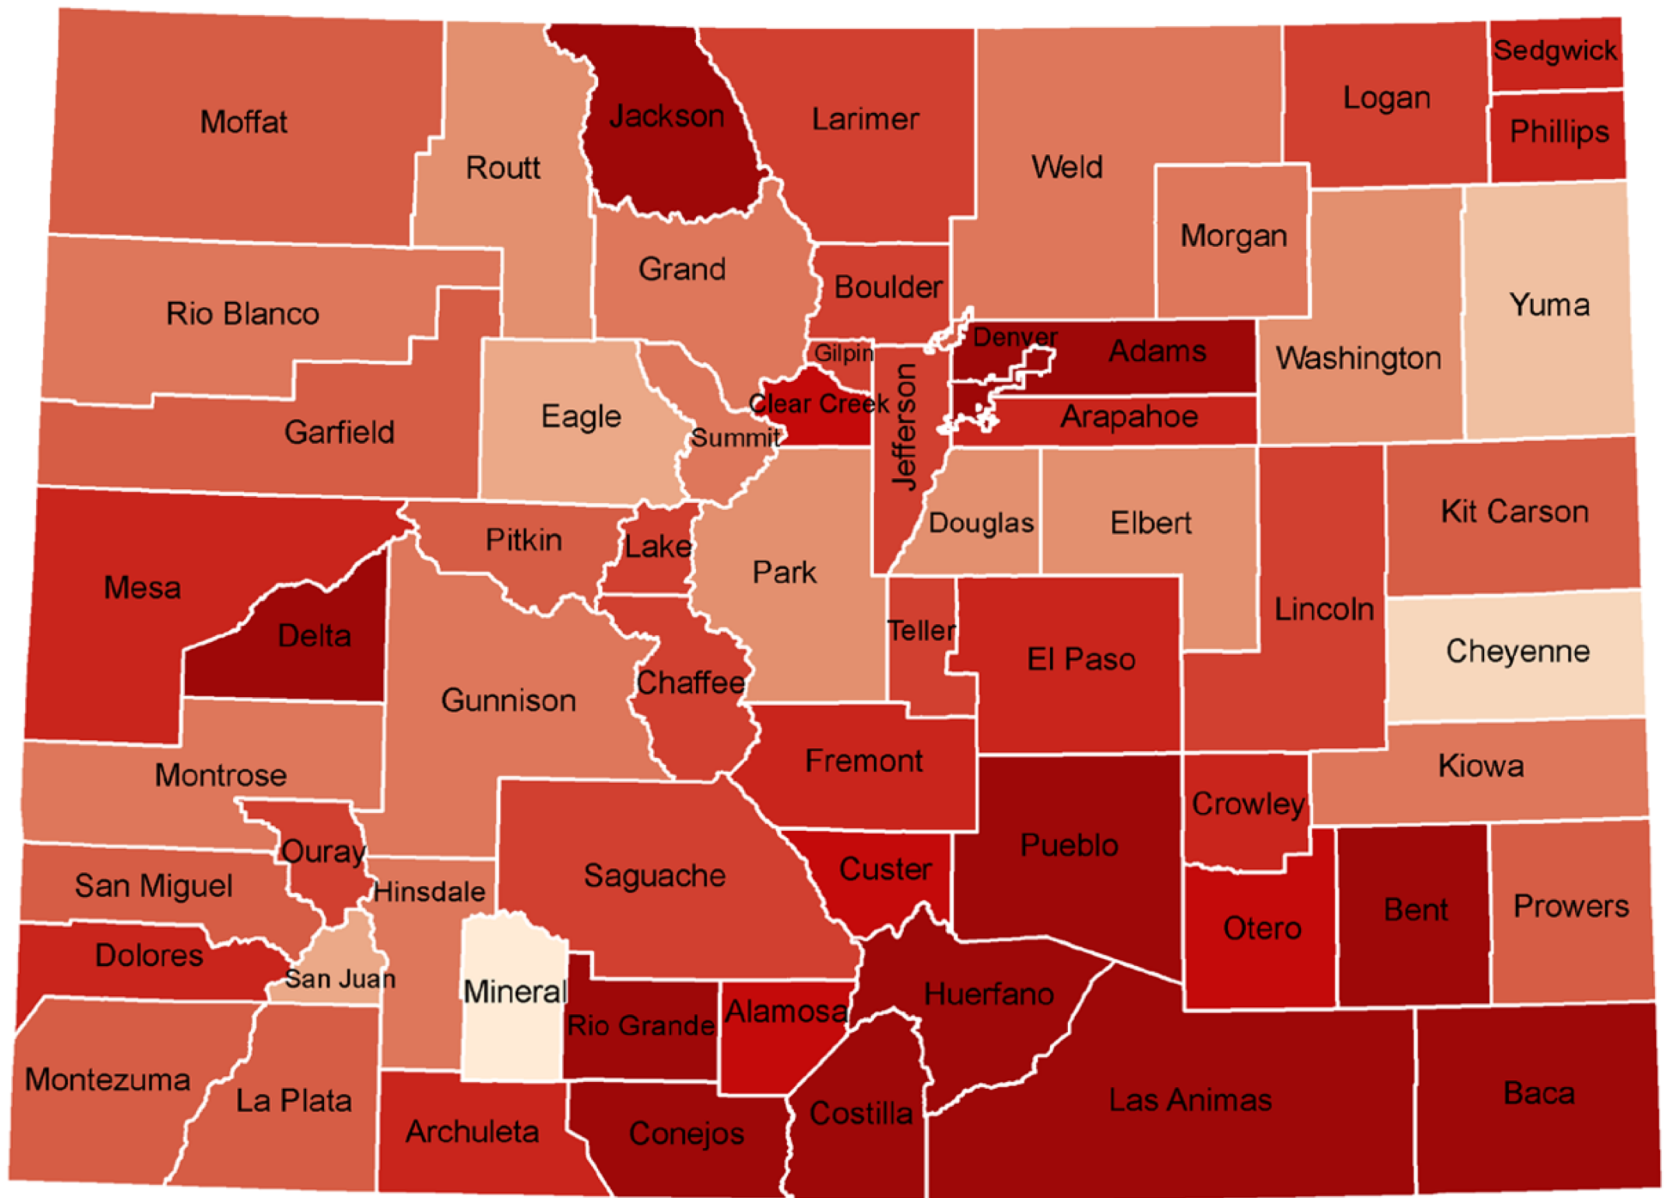 Sedgwick
Logan
Moffat
Jackson
Larimer
Phillips
Routt
Weld
Morgan
Grand
Boulder
Yuma
Rio Blanco
Denver
Adams
Gilpin
Washington
Clear Creek
Eagle
Arapahoe
Jefferson
Garfield
Summit
Kit Carson
Douglas
Elbert
Pitkin
Lake
Park
Mesa
Lincoln
Delta
Teller
Cheyenne
El Paso
Chaffee
Gunnison
Fremont
Kiowa
Montrose
Crowley
Pueblo
Ouray
Custer
Saguache
San Miguel
Hinsdale
Prowers
Bent
Otero
Dolores
San Juan
Mineral
Huerfano
Alamosa
Rio Grande
Montezuma
Baca
La Plata
Las Animas
Costilla
Archuleta
Conejos